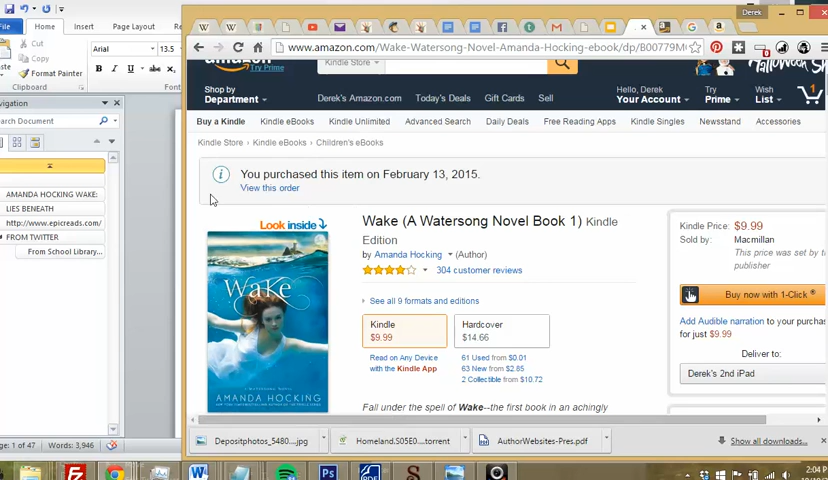 Derek
File
Home
Insert
Page Layout
Cut
Copy
Format Painter
Clipboard
Arial
13.5
B I U abc
https://www.amazon.com/Wake-Watersong-Novel-Amanda-Hocking-ebook/dp/B00779M
Try Prime
Kindle Store
Shop by
Department
Derek's Amazon.com
Today's Deals
Gift Cards
Sell
Hello, Derek
Your Account
Try
Prime
Wish
List
1
Buy a Kindle
Kindle eBooks
Kindle Unlimited
Advanced Search
Daily Deals
Free Reading Apps
Kindle Singles
Newsstand
Accessories
Kindle Store › Kindle eBooks › Children's eBooks
vigation
earch Document
AMANDA HOCKING WAKE:
LIES BENEATH
http://www.epicreads.com/
FROM TWITTER
From School Library...
You purchased this item on February 13, 2015.
View this order
Look inside
Wake
AMANDA HOCKING
Wake (A Watersong Novel Book 1) Kindle
Edition
by Amanda Hocking (Author)
304 customer reviews
See all 9 formats and editions
Kindle
$9.99
Hardcover
$14.66
Read on Any Device
with the Kindle App
61 Used from $0.01
63 New from $2.85
2 Collectible from $10.72
Fall under the spell of Wake--the first book in an achingly
Kindle Price: $9.99
Sold by: Macmillan
This price was set by t
publisher
Buy now with 1-Click ®
Add Audible narration to your purchas
for just $9.99
Deliver to:
Derek's 2nd iPad
Depositphotos_5480....jpg
Homeland.S05E0....torrent
AuthorWebsites-Pres.pdf
Show all downloads...
age: 1 of 47
Words: 3,946
2:04 PM